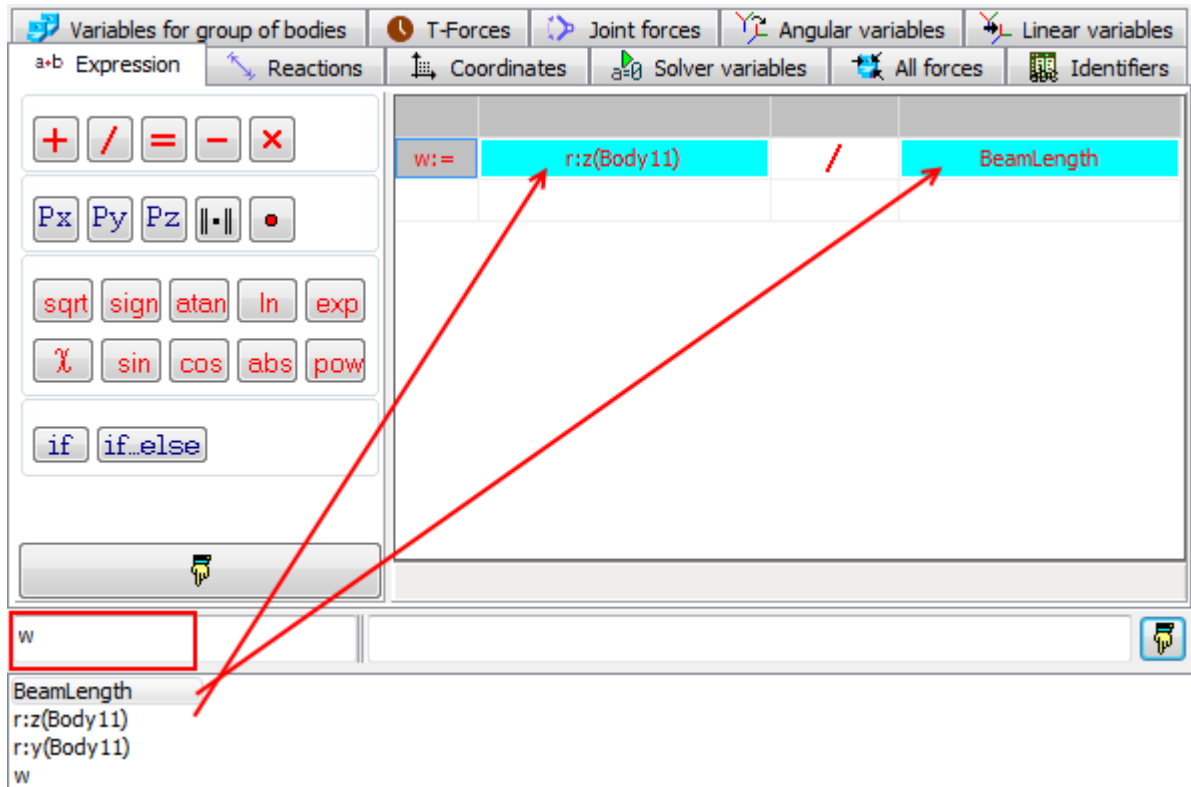 Variables for group of bodies T-Forces Joint forces Angular variables Linear variables
a+b Expression Reactions Coordinates a=0 Solver variables All forces Identifiers
+ / = − ×
w:= r:z(Body11) / BeamLength
Px Py Pz ‖▪‖ •
sqrt sign atan ln exp
χ sin cos abs pow
if if…else
w
BeamLength
r:z(Body11)
r:y(Body11)
w